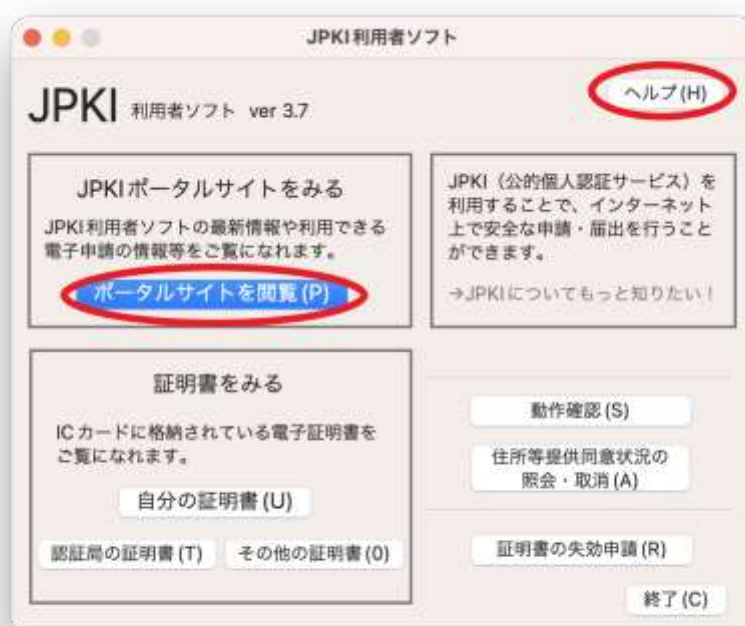 JPKI利用者ソフト
JPKI 利用者ソフト ver 3.7
ヘルプ(H)
JPKIポータルサイトをみる
JPKI利用者ソフトの最新情報や利用できる
電子申請の情報等をご覧になれます。
ポータルサイトを閲覧(P)
JPKI（公的個人認証サービス）を
利用することで、インターネット
上で安全な申請・届出を行うこと
ができます。
→JPKIについてもっと知りたい！
証明書をみる
ICカードに格納されている電子証明書を
ご覧になれます。
自分の証明書(U)
認証局の証明書(T)
その他の証明書(0)
動作確認(S)
住所等提供同意状況の
照会・取消(A)
証明書の失効申請(R)
終了(C)